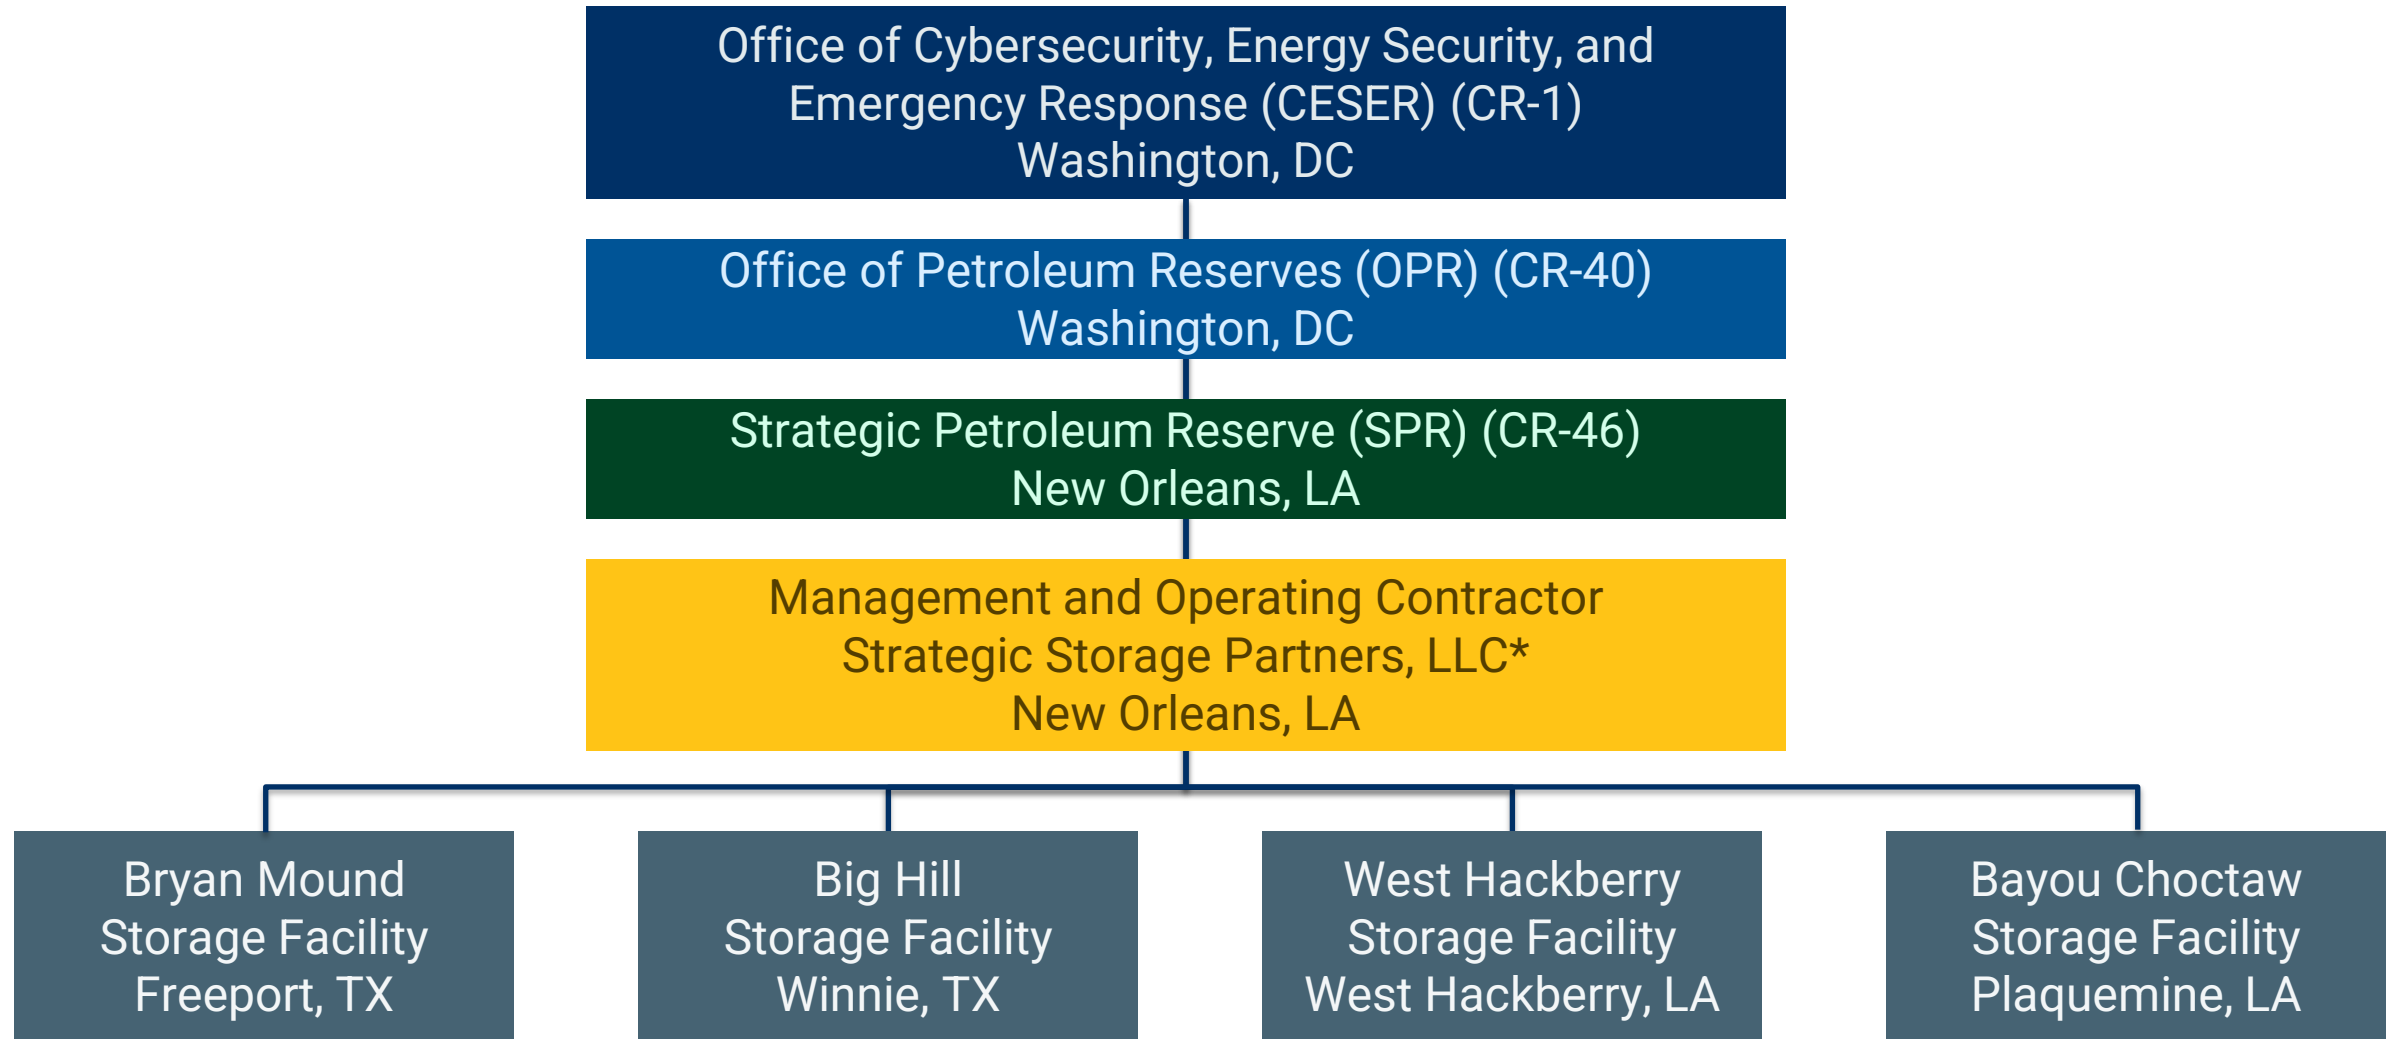 Office of Cybersecurity, Energy Security, and
Emergency Response (CESER) (CR-1)
Washington, DC
Office of Petroleum Reserves (OPR) (CR-40)
Washington, DC
Strategic Petroleum Reserve (SPR) (CR-46)
New Orleans, LA
Management and Operating Contractor
Strategic Storage Partners, LLC*
New Orleans, LA
Bryan Mound
Storage Facility
Freeport, TX
Big Hill
Storage Facility
Winnie, TX
West Hackberry
Storage Facility
West Hackberry, LA
Bayou Choctaw
Storage Facility
Plaquemine, LA